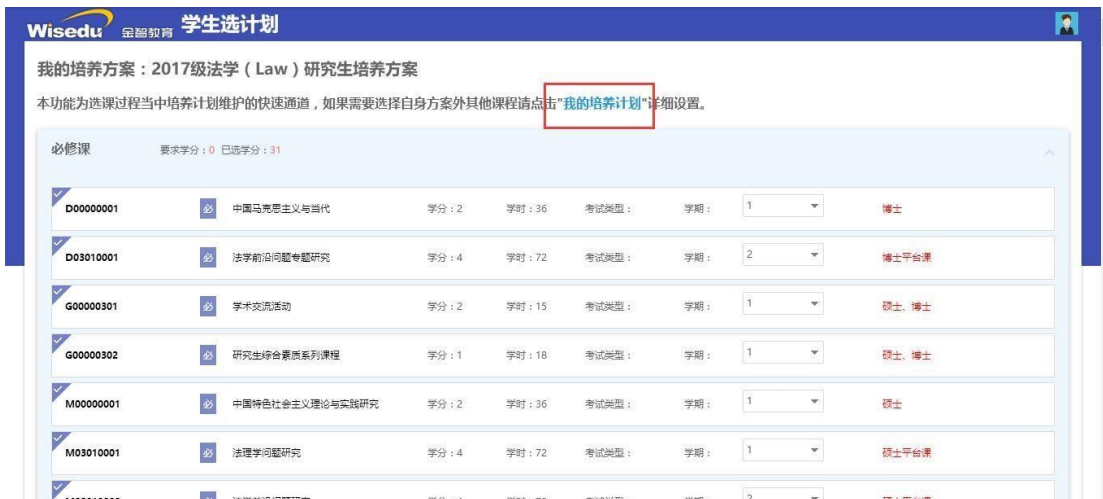 Wisedu 金智教育 学生选计划
我的培养方案：2017级法学（Law）研究生培养方案
本功能为选课过程当中培养计划维护的快速通道，如果需要选择自身方案外其他课程请点击"我的培养计划"详细设置。
必修课 要求学分：0 已选学分：31
D00000001 必 中国马克思主义与当代 学分：2 学时：36 考试类型： 学期： 1 博士
D03010001 必 法学前沿问题专题研究 学分：4 学时：72 考试类型： 学期： 2 博士平台课
G00000301 必 学术交流活动 学分：2 学时：15 考试类型： 学期： 1 硕士、博士
G00000302 必 研究生综合素质系列课程 学分：1 学时：18 考试类型： 学期： 1 硕士、博士
M00000001 必 中国特色社会主义理论与实践研究 学分：2 学时：36 考试类型： 学期： 1 硕士
M03010001 必 法理学问题研究 学分：4 学时：72 考试类型： 学期： 1 硕士平台课